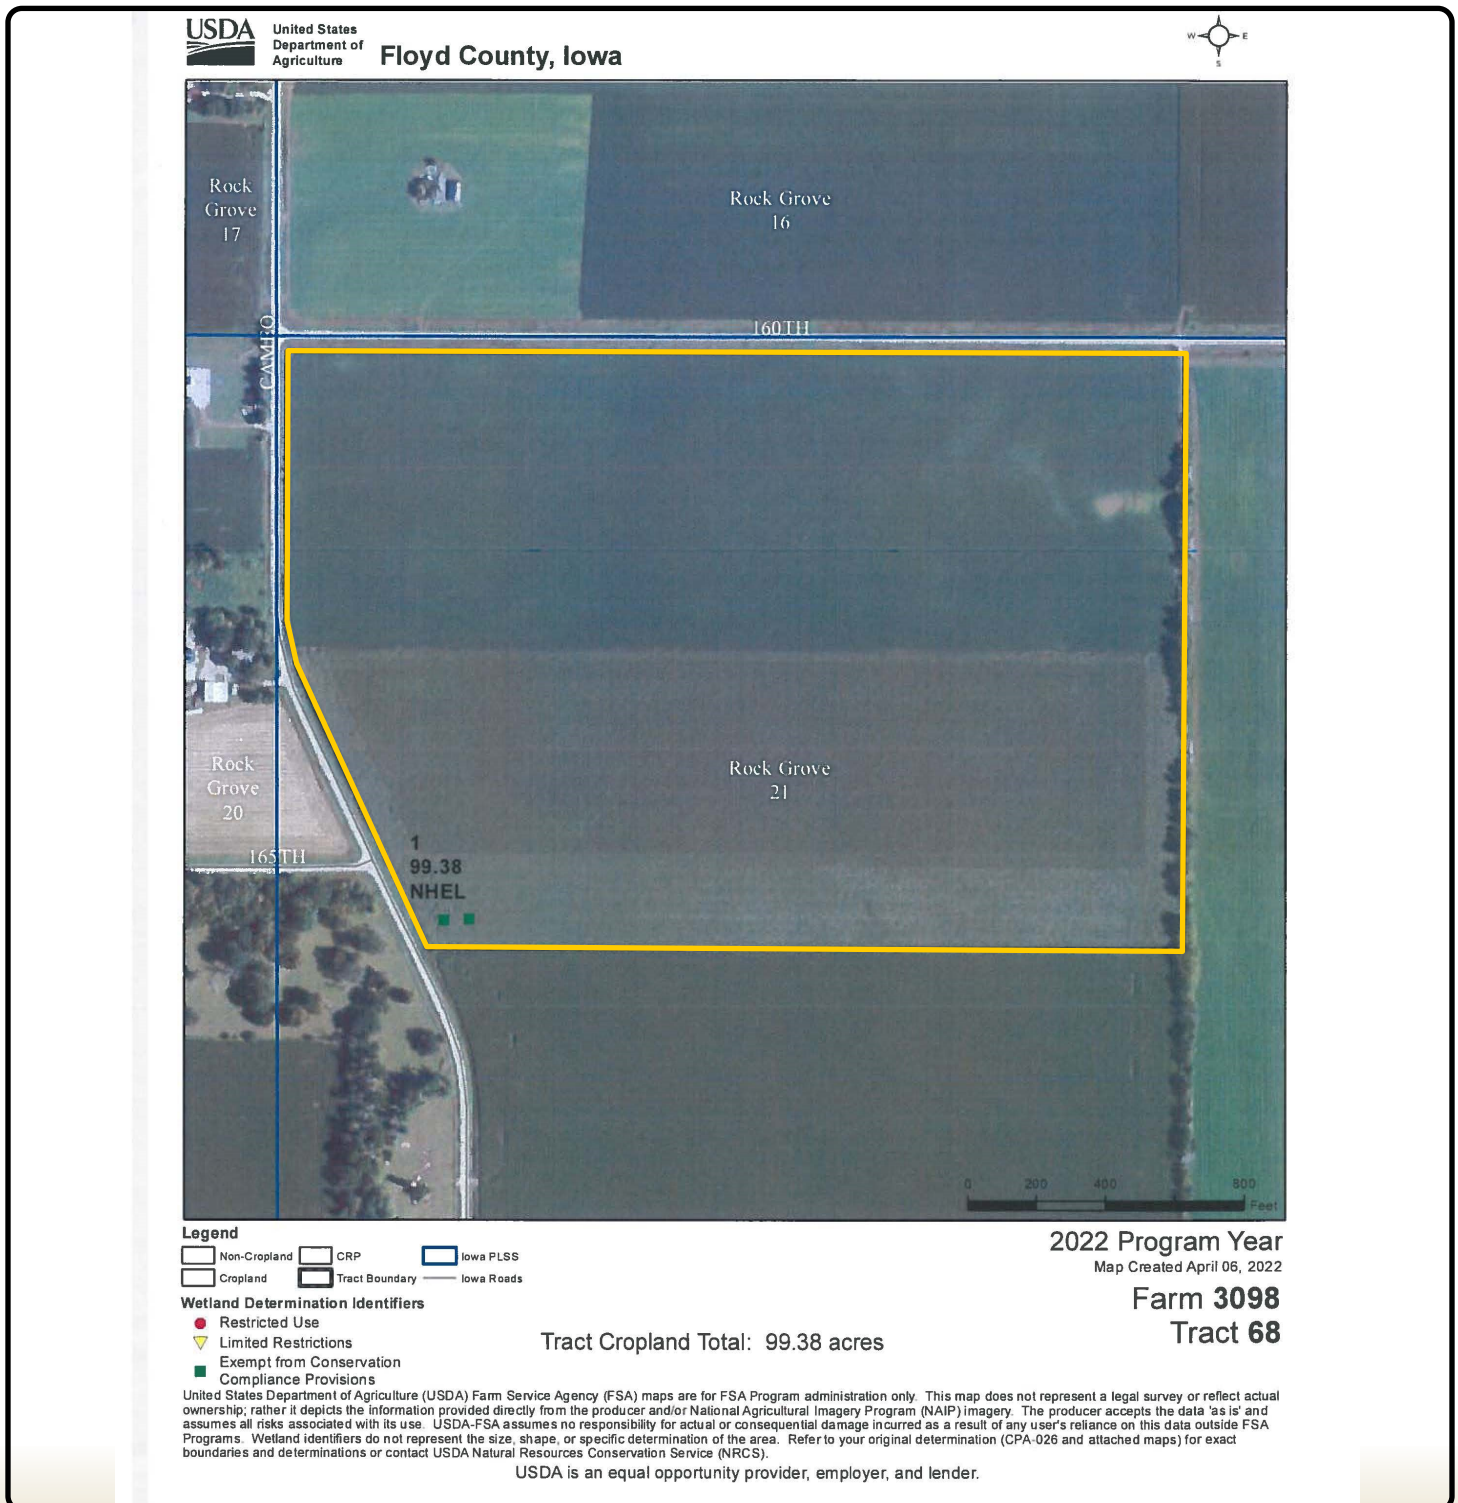 USDA
United States
Department of
Agriculture
Floyd County, Iowa
W E
S
Rock
Grove
17
Rock Grove
16
160TH
CAMEO
Rock Grove
21
Rock
Grove
20
165TH
1
99.38
NHEL
0 200 400 800
Feet
Legend
Non-Cropland CRP Iowa PLSS
Cropland Tract Boundary Iowa Roads
Wetland Determination Identifiers
Restricted Use
Limited Restrictions
Exempt from Conservation
Compliance Provisions
Tract Cropland Total: 99.38 acres
2022 Program Year
Map Created April 06, 2022
Farm 3098
Tract 68
United States Department of Agriculture (USDA) Farm Service Agency (FSA) maps are for FSA Program administration only. This map does not represent a legal survey or reflect actual
ownership; rather it depicts the information provided directly from the producer and/or National Agricultural Imagery Program (NAIP) imagery. The producer accepts the data 'as is' and
assumes all risks associated with its use. USDA-FSA assumes no responsibility for actual or consequential damage incurred as a result of any user's reliance on this data outside FSA
Programs. Wetland identifiers do not represent the size, shape, or specific determination of the area. Refer to your original determination (CPA-026 and attached maps) for exact
boundaries and determinations or contact USDA Natural Resources Conservation Service (NRCS).
USDA is an equal opportunity provider, employer, and lender.